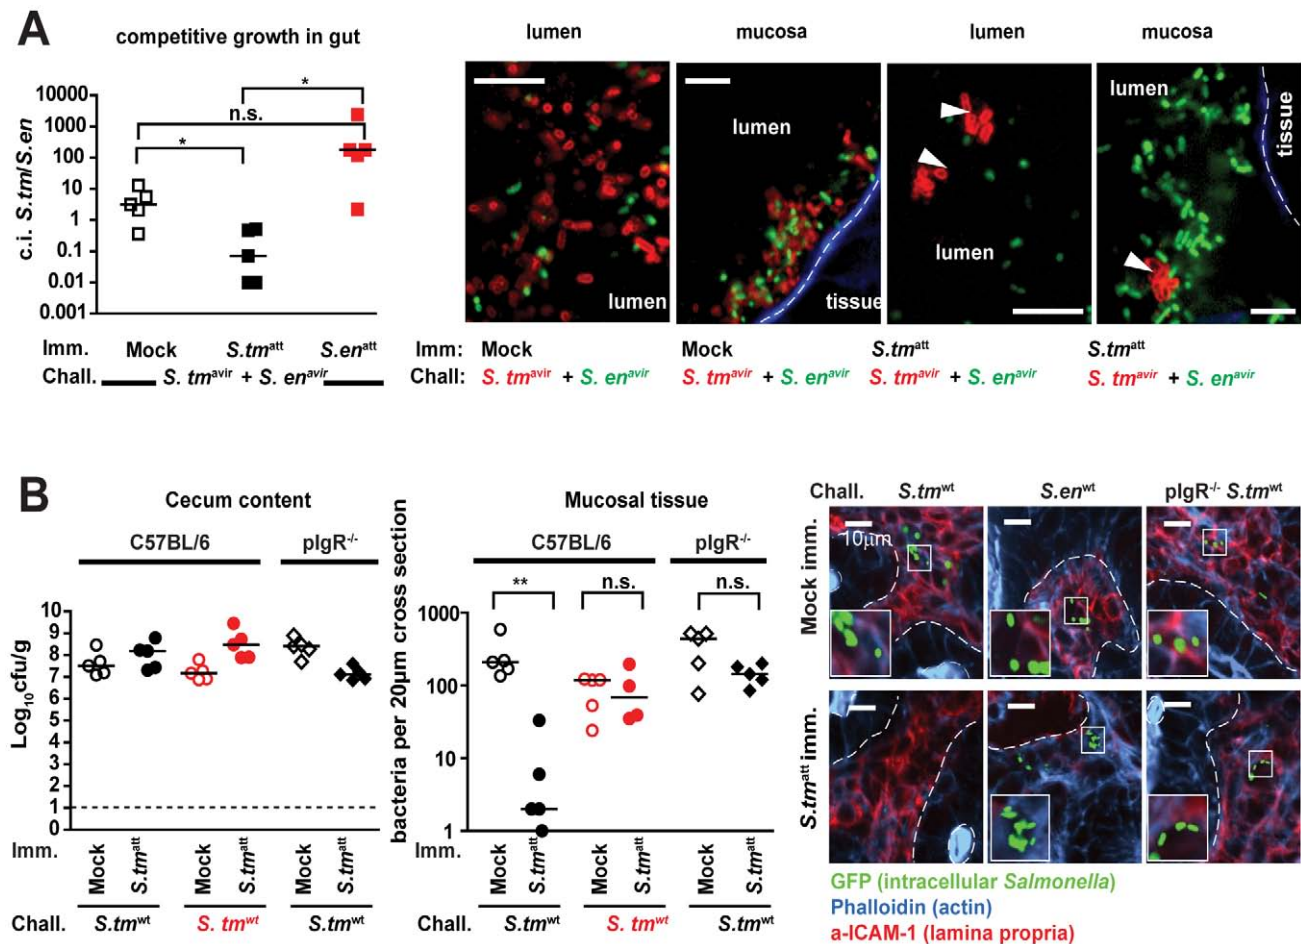 A
competitive growth in gut
c.i. S.tm/S.en
10000
1000
100
10
1
0.1
0.01
0.001
*
n.s.
*
Imm. Mock S.tmatt S.enatt
Chall. S. tmavir + S. enavir
lumen mucosa lumen mucosa
lumen
lumen
tissue
lumen
lumen
tissue
Imm: Mock Mock S.tmatt S.tmatt
Chall: S. tmavir + S. enavir S. tmavir + S. enavir S. tmavir + S. enavir S. tmavir + S. enavir
B
Cecum content
C57BL/6 pIgR-/-
Log10cfu/g
10
9
8
7
6
5
4
3
2
1
0
Imm. Mock S.tmatt Mock S.tmatt Mock S.tmatt
Chall. S.tmwt S. tmwt S.tmwt
Mucosal tissue
C57BL/6 pIgR-/-
bacteria per 20µm cross section
** n.s. n.s.
1000
100
10
1
Imm. Mock S.tmatt Mock S.tmatt Mock S.tmatt
Chall. S.tmwt S. tmwt S.tmwt
Chall. S.tmwt S.enwt pIgR-/- S.tmwt
10µm
Mock imm.
S.tmatt imm.
GFP (intracellular Salmonella)
Phalloidin (actin)
a-ICAM-1 (lamina propria)